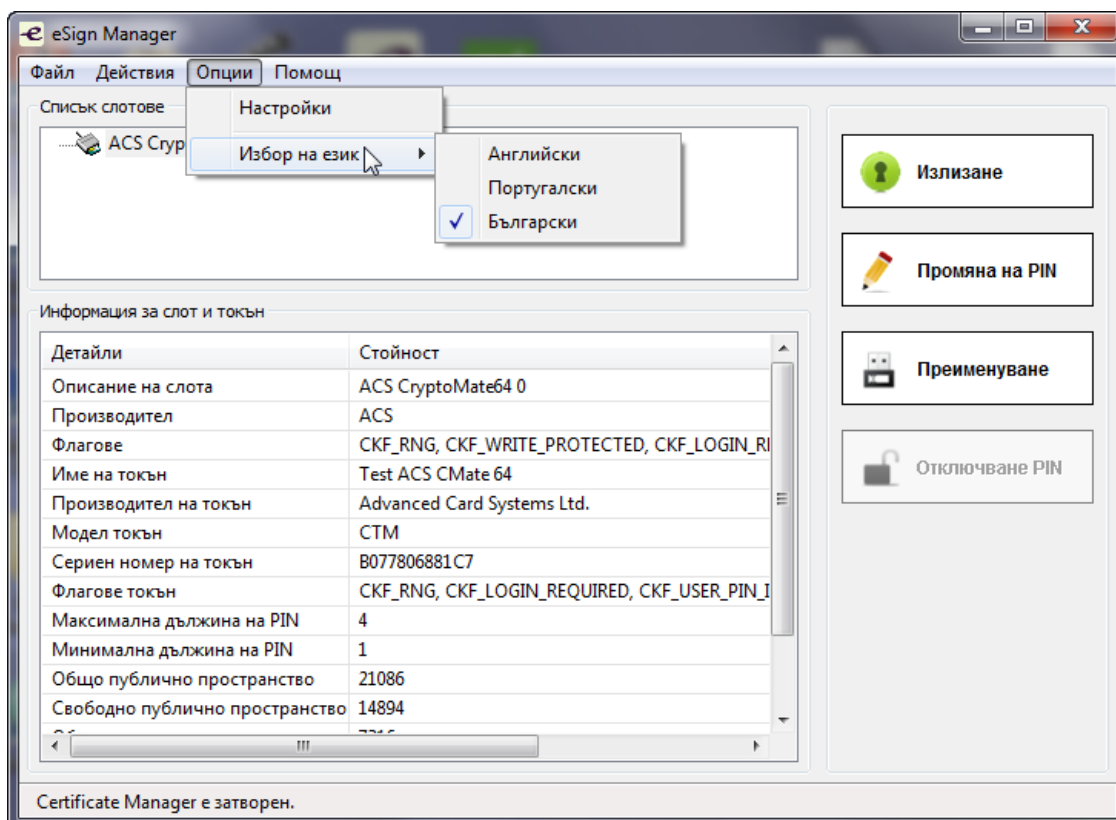 eSign Manager
Файл Действия Опции Помощ
Списък слотове
Настройки
ACS Cryp
Избор на език
Английски
Португалски
Български
Излизане
Промяна на PIN
Преименуване
Отключване PIN
Информация за слот и токън
Детайли Стойност
Описание на слота ACS CryptoMate64 0
Производител ACS
Флагове CKF_RNG, CKF_WRITE_PROTECTED, CKF_LOGIN_RI
Име на токън Test ACS CMate 64
Производител на токън Advanced Card Systems Ltd.
Модел токън CTM
Сериен номер на токън B077806881C7
Флагове токън CKF_RNG, CKF_LOGIN_REQUIRED, CKF_USER_PIN_I
Максимална дължина на PIN 4
Минимална дължина на PIN 1
Общо публично пространство 21086
Свободно публично пространство 14894
Certificate Manager е затворен.